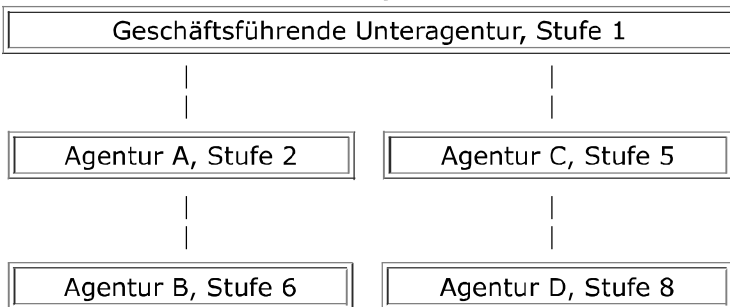 Geschäftsführende Unteragentur, Stufe 1
Agentur A, Stufe 2
Agentur C, Stufe 5
Agentur B, Stufe 6
Agentur D, Stufe 8